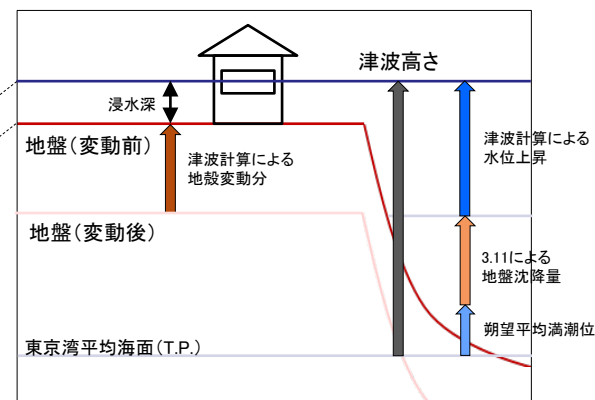 津波高さ
浸水深
地盤（変動前）
津波計算による
地殻変動分
津波計算による
水位上昇
地盤（変動後）
3.11による
地盤沈降量
朔望平均満潮位
東京湾平均海面（T.P.）